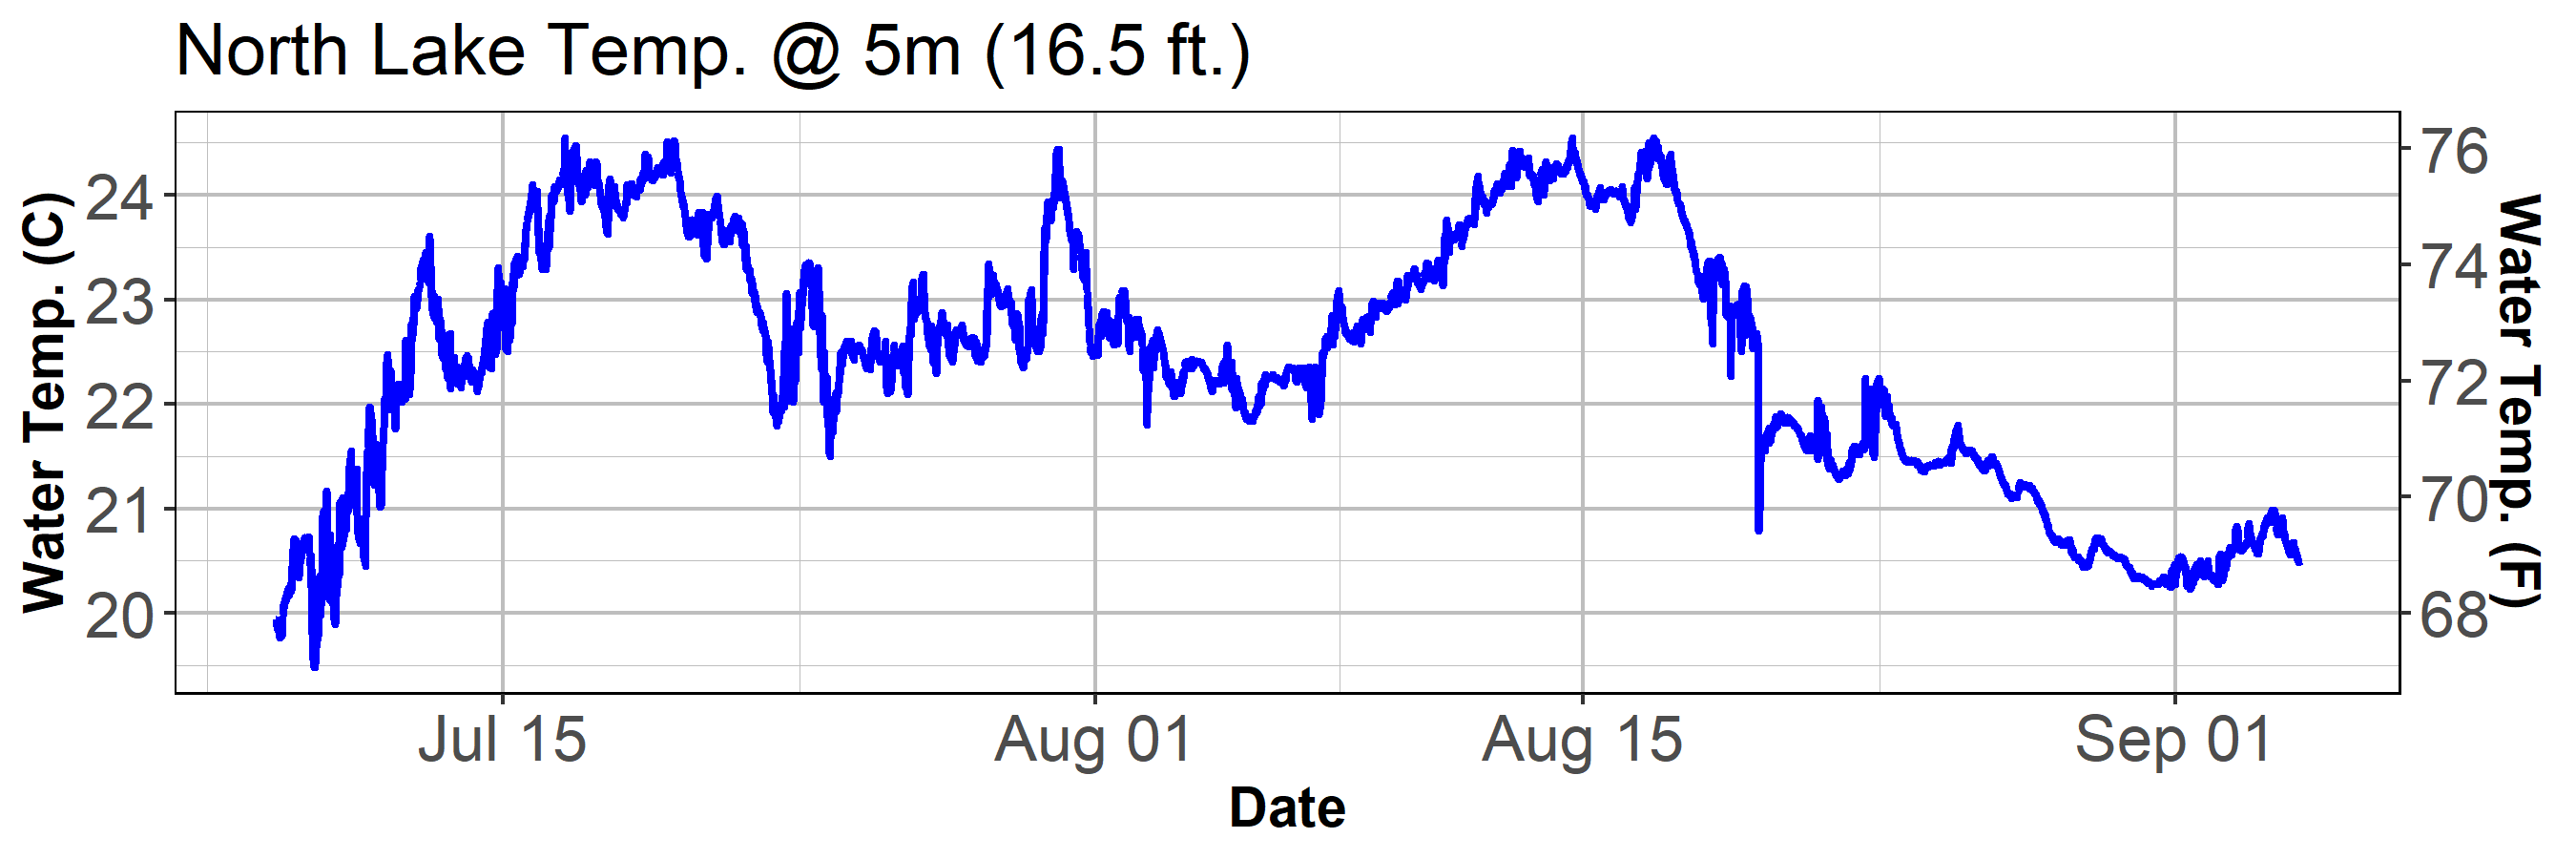 North Lake Temp. @ 5m (16.5 ft.)
Water Temp. (C)
24
23
22
21
20
76
74
72
70
68
Water Temp. (F)
Jul 15 Aug 01 Aug 15 Sep 01
Date